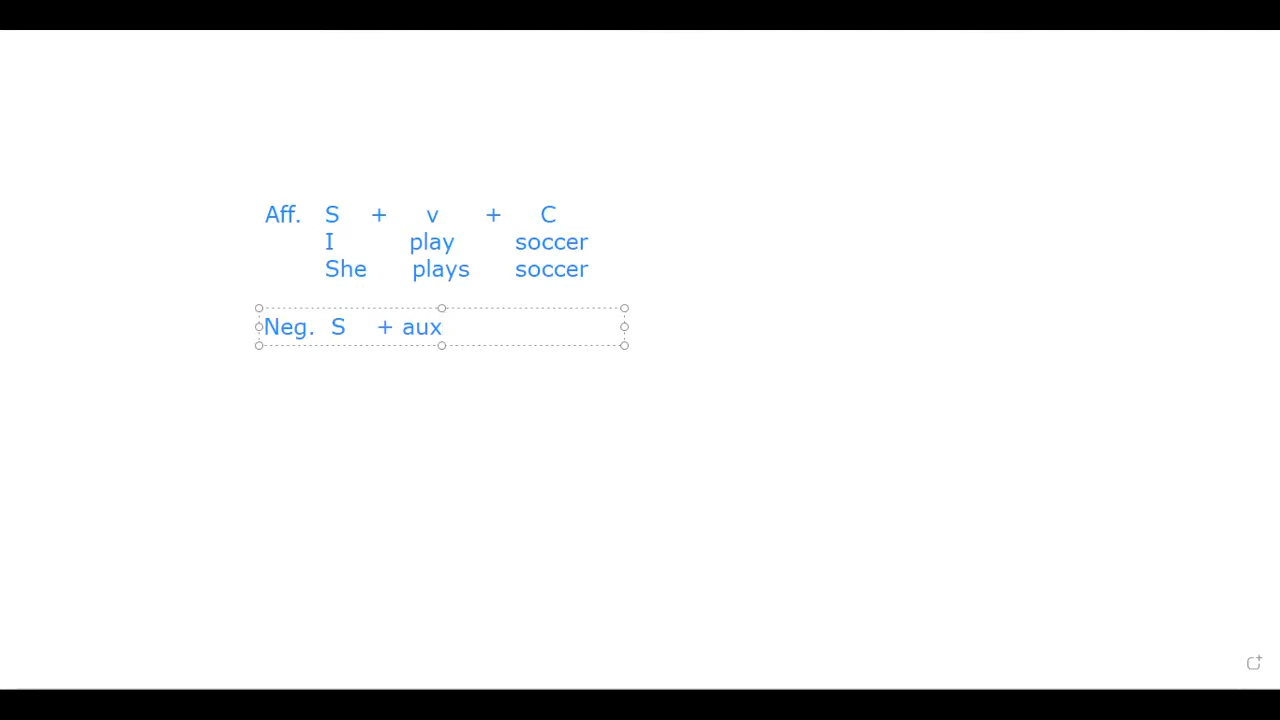 Aff. S + v + C
I play soccer
She plays soccer
Neg. S + aux